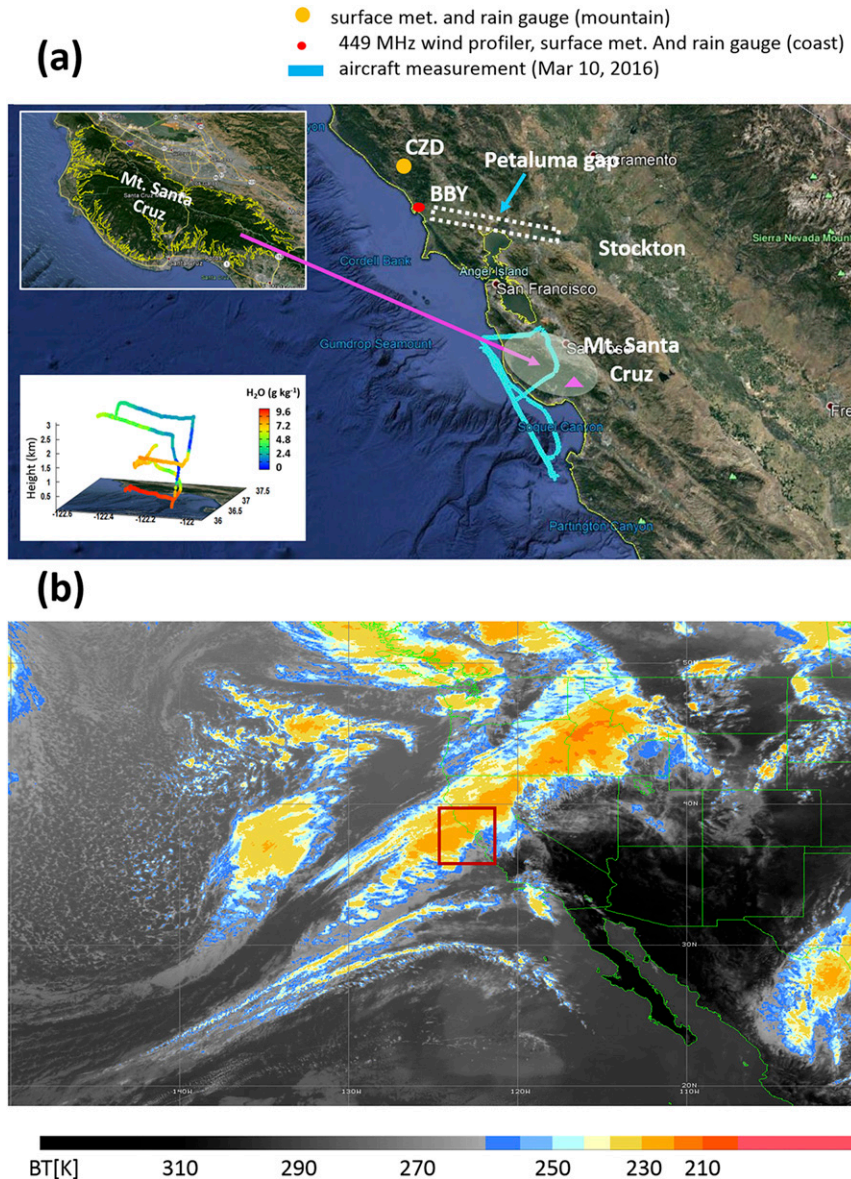 surface met. and rain gauge (mountain)
449 MHz wind profiler, surface met. And rain gauge (coast)
aircraft measurement (Mar 10, 2016)
(a)
Mt. Santa
Cruz
CZD
BBY
Petaluma gap
Sacramento
Stockton
Sierra Nevada Mount
Cordell Bank
Angel Island
San Francisco
Gumdrop Seamount
San Jose
Mt. Santa
Cruz
Soquel Canyon
Partington Canyon
Fre
H₂O (g kg⁻¹)
9.6
7.2
4.8
2.4
0
Height (km)
3
2.5
2
1.5
1
0.5
-122.6
-122.4
-122.2
-122
36
36.5
37
37.5
(b)
50N
40N
30N
20N
140W
130W
120W
110W
BT[K]
310
290
270
250
230
210